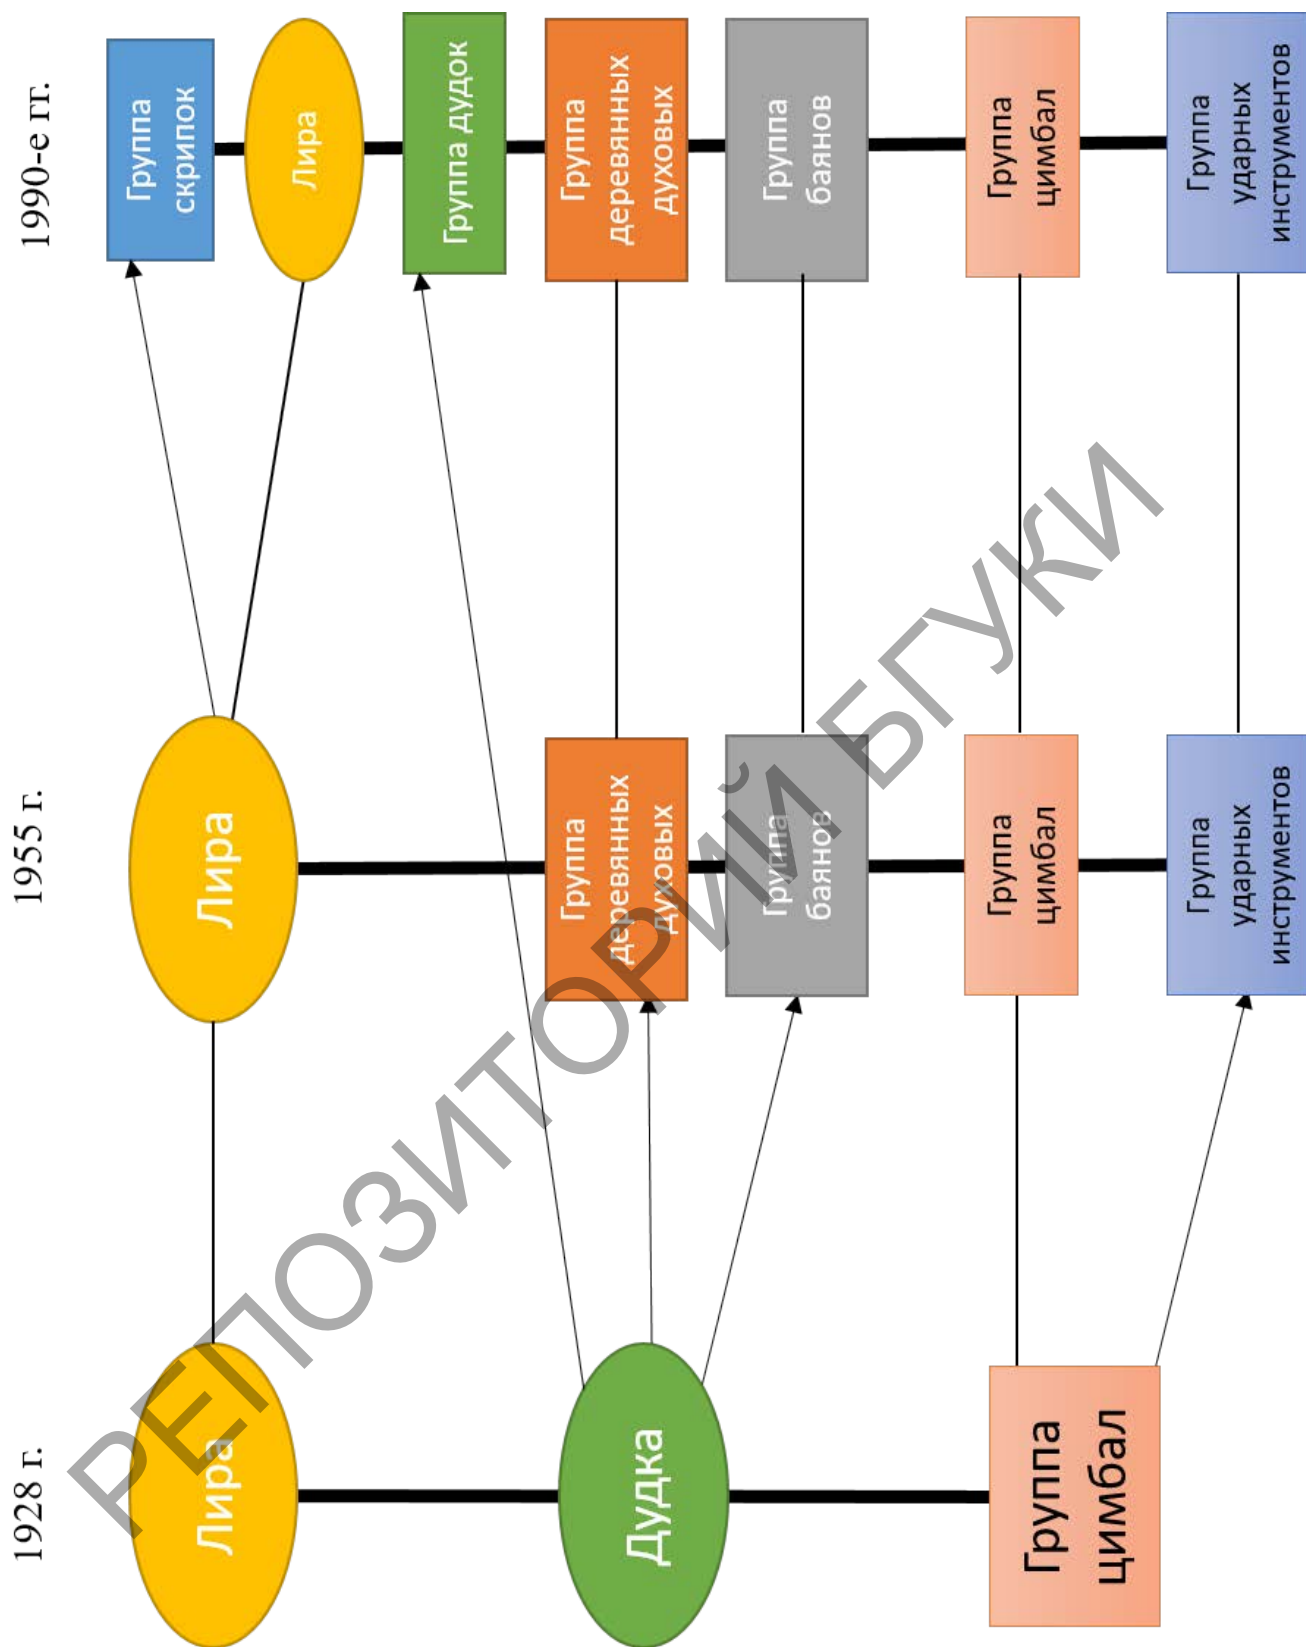 1928 г.
1955 г.
1990-е гг.
Лира
Дудка
Группа
цимбал
Лира
Группа
деревянных
духовых
Группа
баянов
Группа
цимбал
Группа
ударных
инструментов
Группа
скрипок
Лира
Группа дудок
Группа
деревянных
духовых
Группа
баянов
Группа
цимбал
Группа
ударных
инструментов
РЕПОЗИТОРИЙ БГУКИ